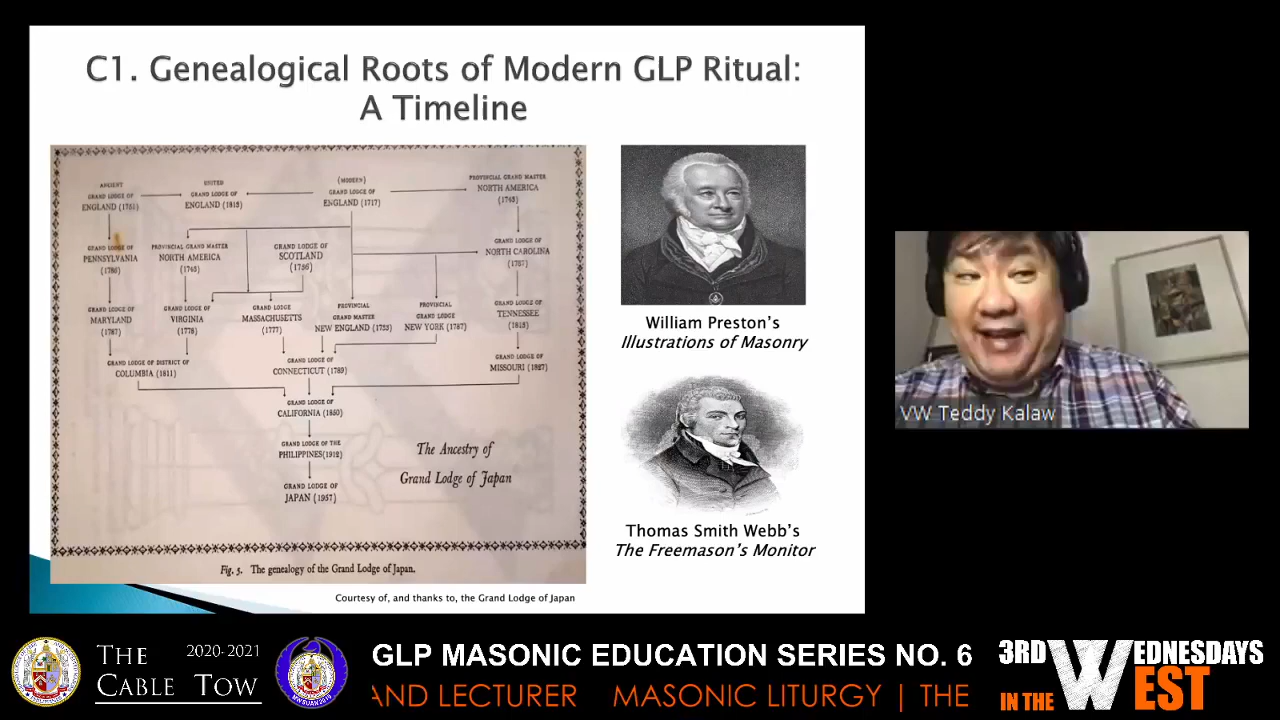 C1. Genealogical Roots of Modern GLP Ritual:
A Timeline
ANCIENT
GRAND LODGE OF
ENGLAND
UNITED
GRAND LODGE OF
ENGLAND (1813)
(MODERN)
GRAND LODGE OF
ENGLAND (1717)
PROVINCIAL GRAND MASTER
NORTH AMERICA
GRAND LODGE OF
PENNSYLVANIA
PROVINCIAL GRAND MASTER
NORTH AMERICA
GRAND LODGE OF
SCOTLAND
(1736)
GRAND LODGE OF
NORTH CAROLINA
(1787)
GRAND LODGE OF
MARYLAND
(1787)
GRAND LODGE OF
VIRGINIA
(1778)
GRAND LODGE
MASSACHUSETTS
(1777)
PROVINCIAL
GRAND MASTER
NEW ENGLAND
PROVINCIAL
GRAND LODGE
NEW YORK (1787)
GRAND LODGE OF
TENNESSEE
(1813)
GRAND LODGE OF DISTRICT OF
COLUMBIA (1811)
GRAND LODGE OF
CONNECTICUT (1789)
GRAND LODGE OF
MISSOURI
GRAND LODGE OF
CALIFORNIA (1850)
GRAND LODGE OF THE
PHILIPPINES(1912)
GRAND LODGE OF
JAPAN (1957)
The Ancestry of
Grand Lodge of Japan
Fig. 5. The genealogy of the Grand Lodge of Japan.
William Preston's
Illustrations of Masonry
Thomas Smith Webb's
The Freemason's Monitor
Courtesy of, and thanks to, the Grand Lodge of Japan
VW Teddy Kalaw
THE 2020-2021
CABLE TOW
GLP MASONIC EDUCATION SERIES NO. 6
AND LECTURER MASONIC LITURGY | THE
3RD WEDNESDAYS
IN THE WEST